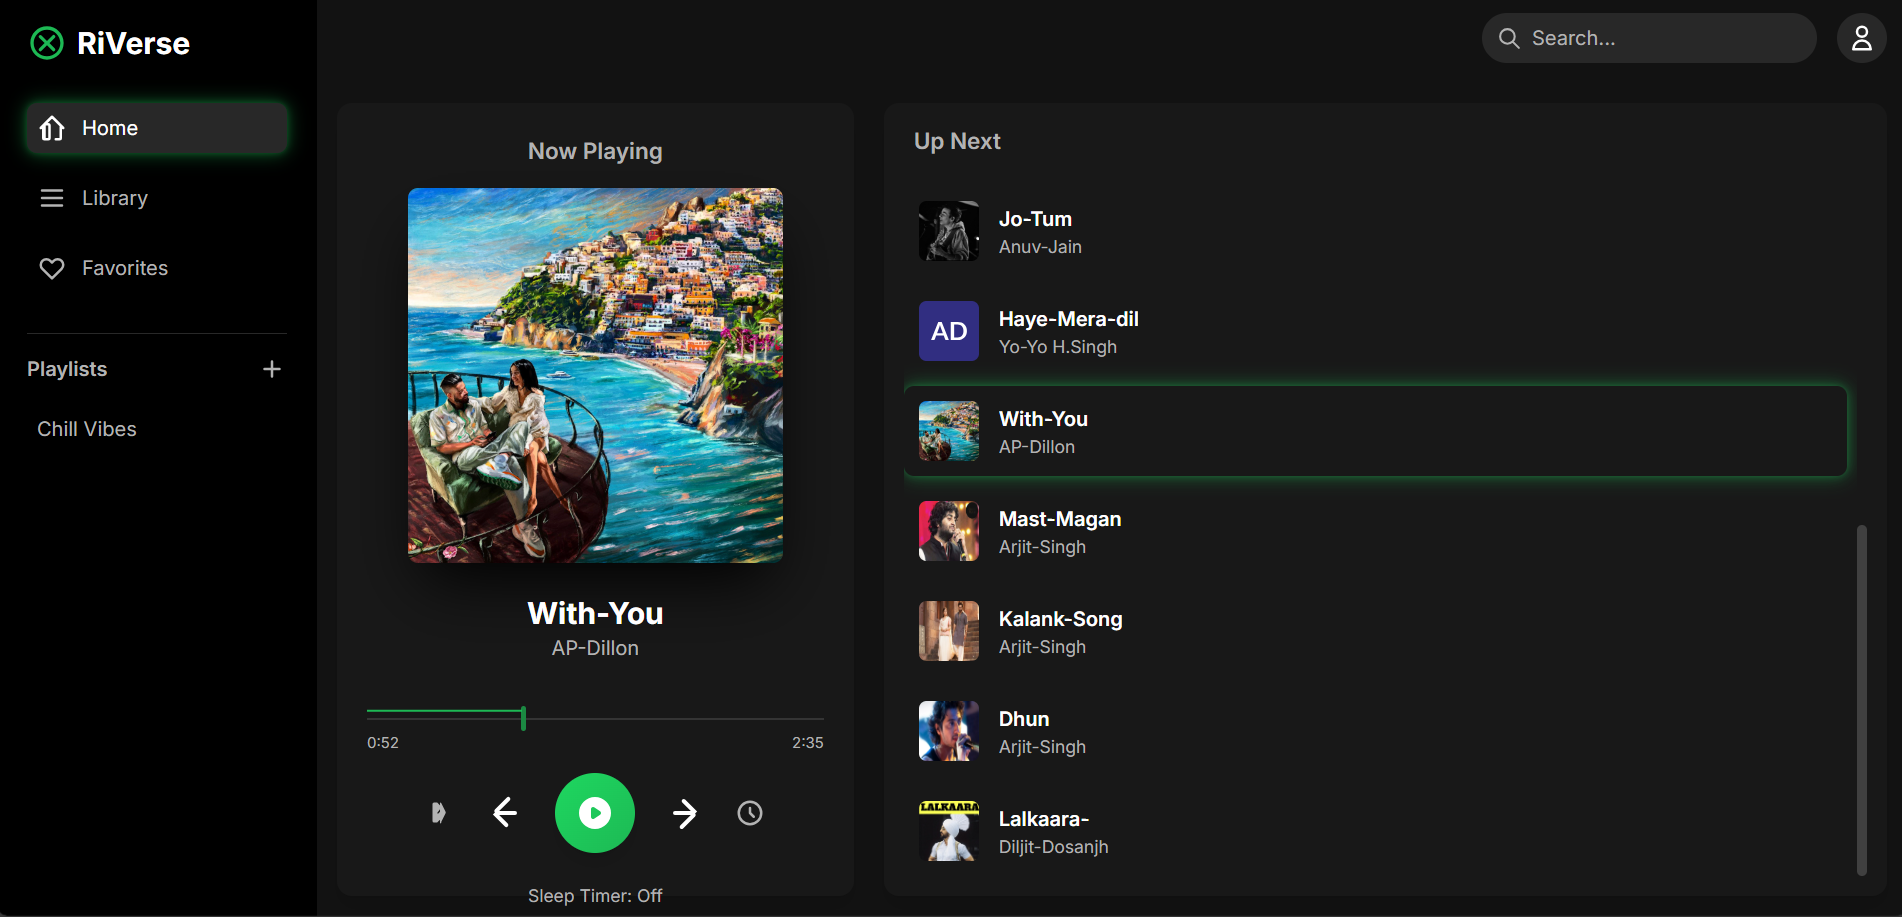 RiVerse
Search...
Home
Library
Favorites
Playlists
Chill Vibes
Now Playing
With-You
AP-Dillon
0:52
2:35
Sleep Timer: Off
Up Next
Jo-Tum
Anuv-Jain
AD
Haye-Mera-dil
Yo-Yo H.Singh
With-You
AP-Dillon
Mast-Magan
Arjit-Singh
Kalank-Song
Arjit-Singh
Dhun
Arjit-Singh
LALKAARA
Lalkaara-
Diljit-Dosanjh